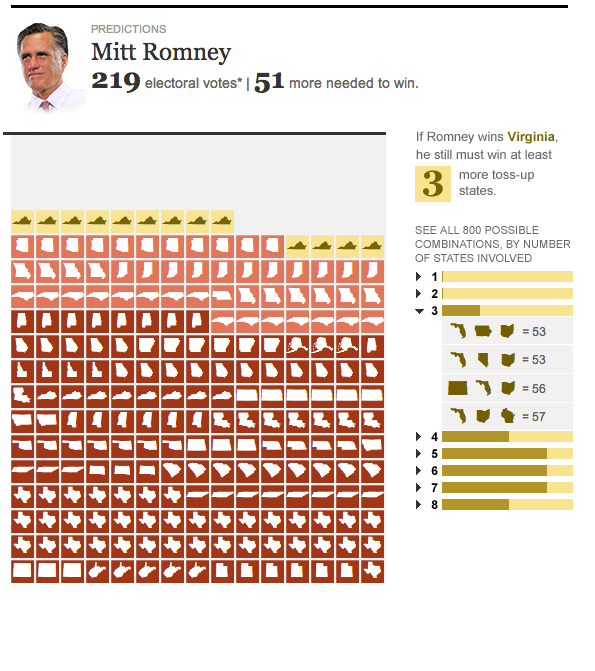 PREDICTIONS
Mitt Romney
219 electoral votes* | 51 more needed to win.
If Romney wins Virginia,
he still must win at least
3 more toss-up
states.
SEE ALL 800 POSSIBLE
COMBINATIONS, BY NUMBER
OF STATES INVOLVED
1
2
3
= 53
= 53
= 56
= 57
4
5
6
7
8